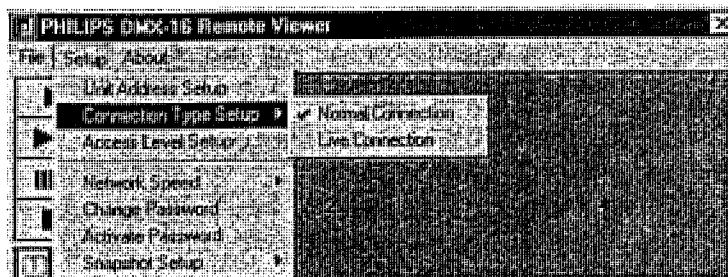 PHILIPS DMX-16 Remote Viewer
File Setup About
Unit Address Setup
Connection Type Setup
Normal Connection
Access Level Setup
Live Connection
Network Speed
Change Password
Activate Password
Snapshot Setup